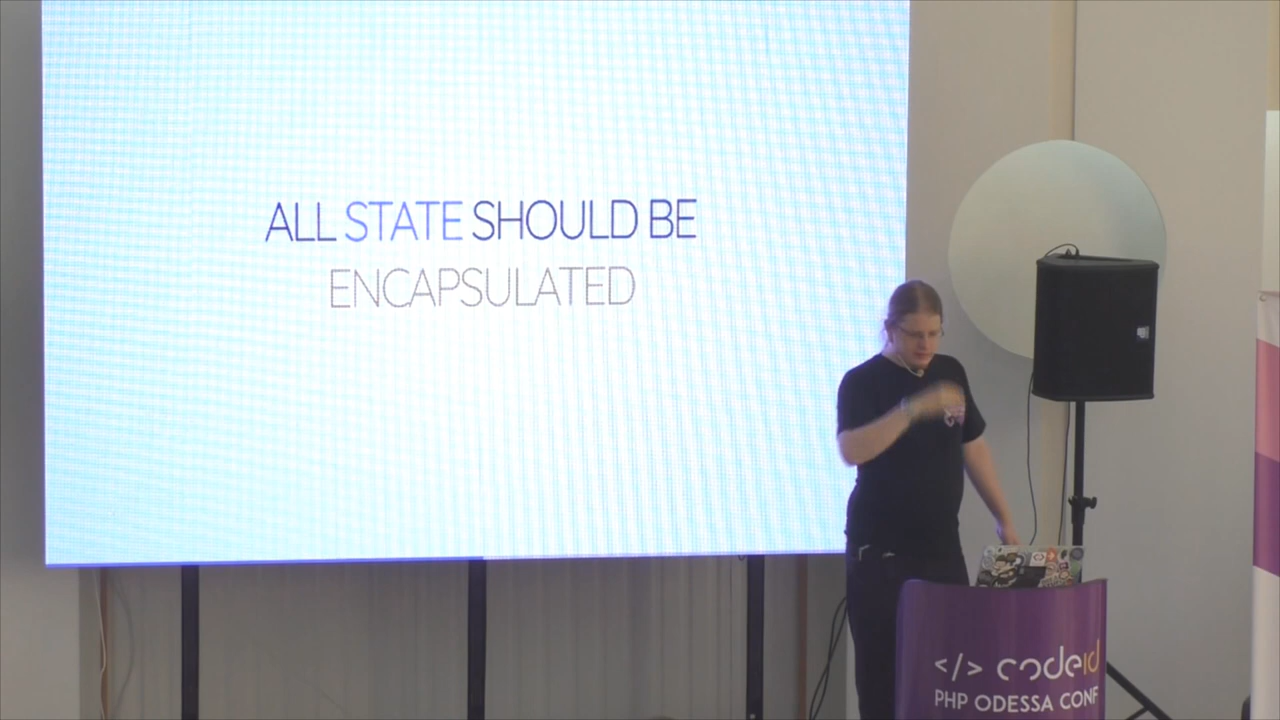 ALL STATE SHOULD BE
ENCAPSULATED
</> codeid
PHP ODESSA CONF